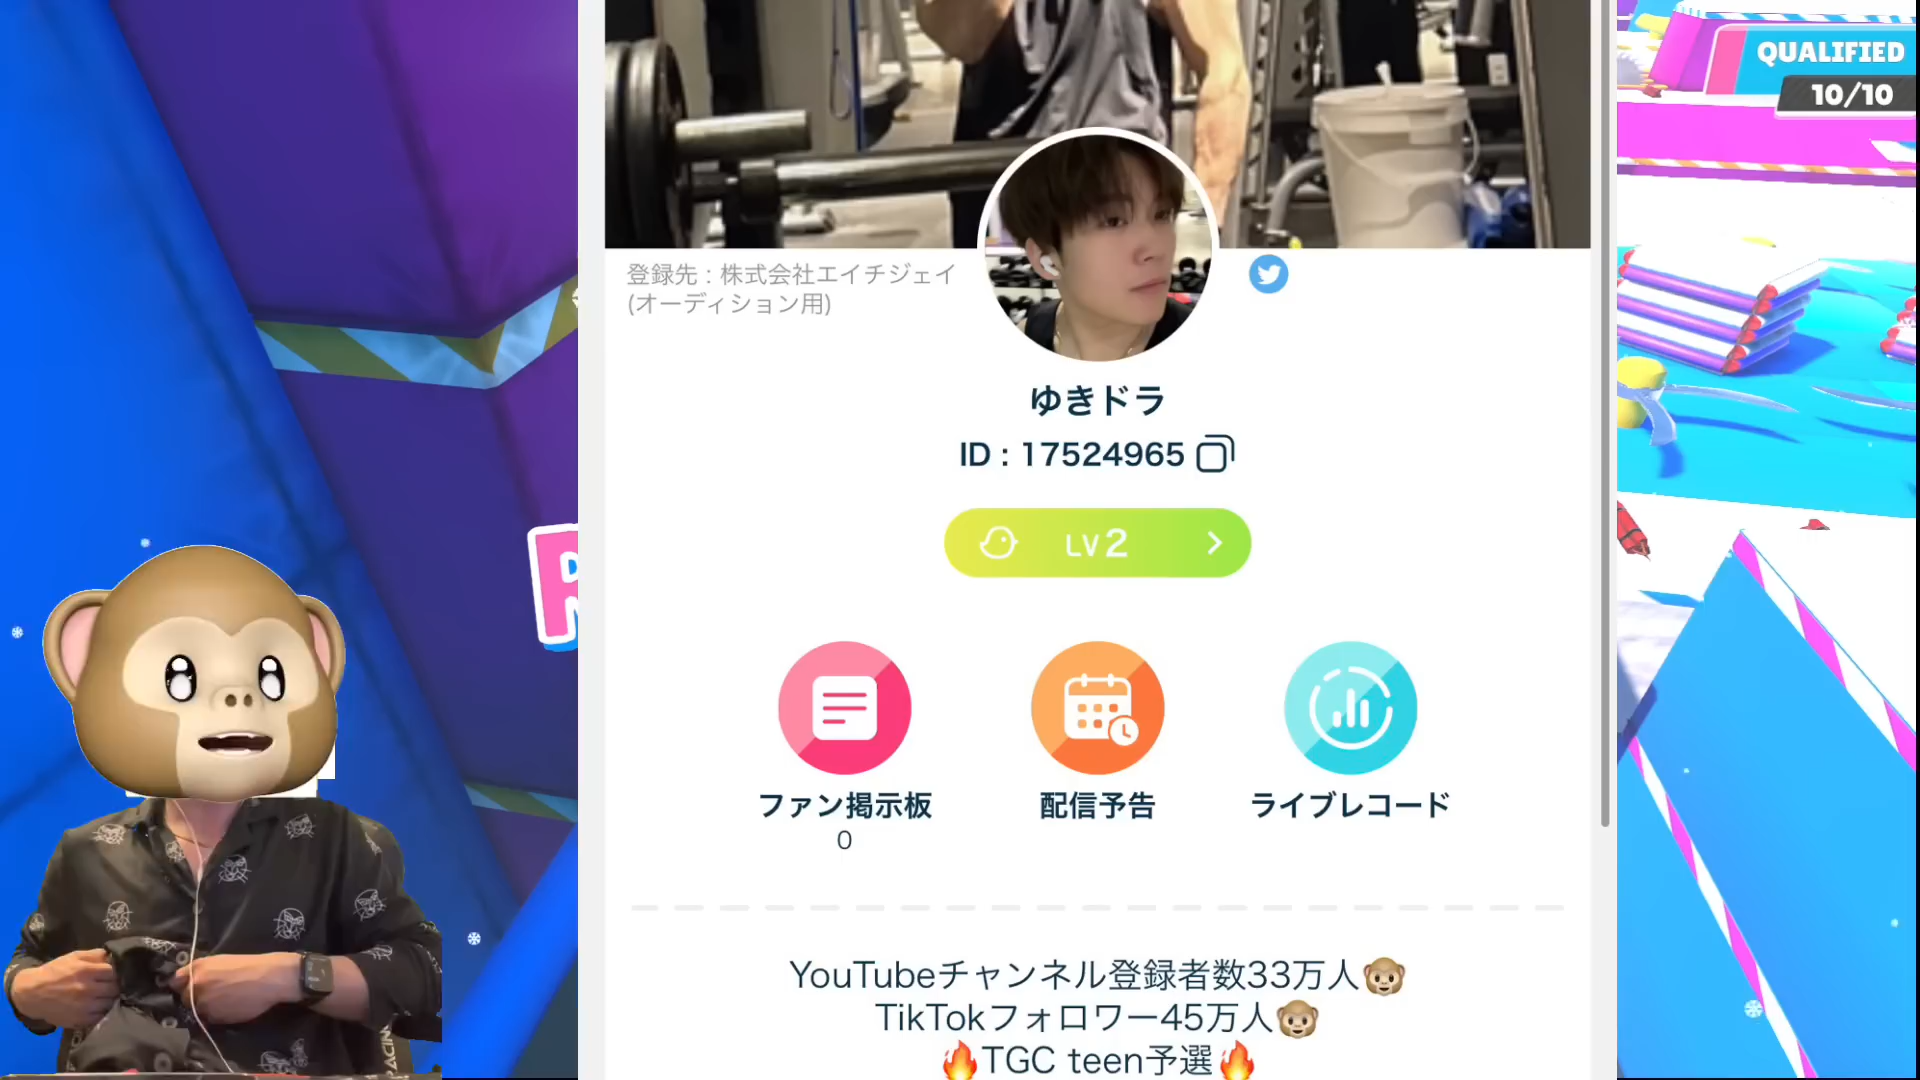 QUALIFIED
10/10
登録先 : 株式会社エイチジェイ
(オーディション用)
ゆきドラ
ID : 17524965
LV 2
ファン掲示板
0
配信予告
ライブレコード
YouTubeチャンネル登録者数33万人🐵
TikTokフォロワー45万人🐵
🔥TGC teen予選🔥